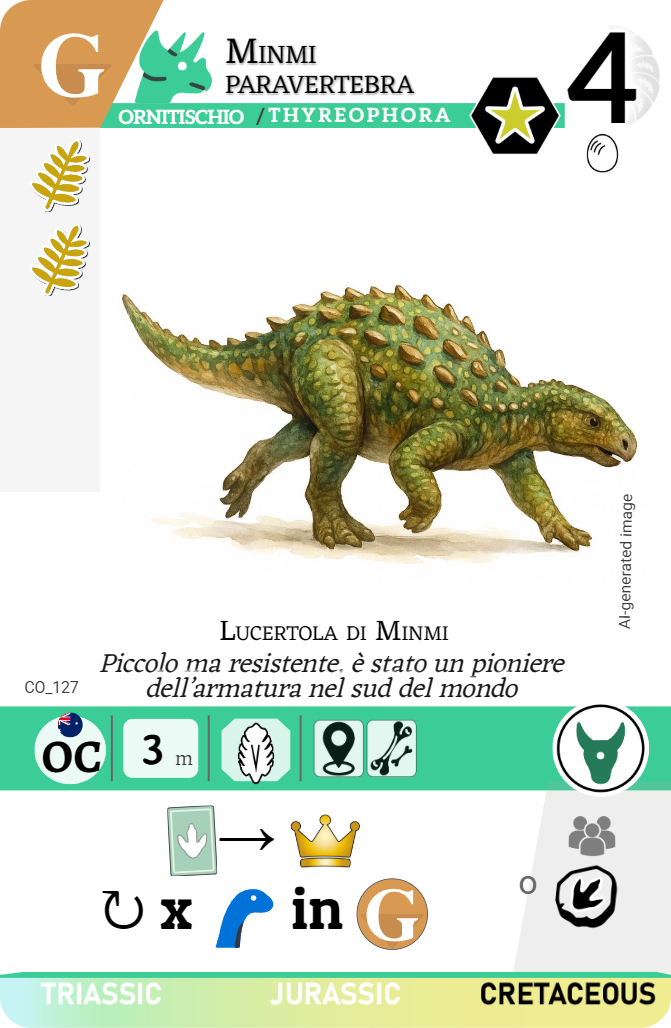 G
MINMI
PARAVERTEBRA
ORNITISCHIO / THYREOPHORA
4
AI-generated image
LUCERTOLA DI MINMI
CO_127
Piccolo ma resistente, è stato un pioniere
dell'armatura nel sud del mondo
OC
3 m
x in G
O
TRIASSIC JURASSIC CRETACEOUS